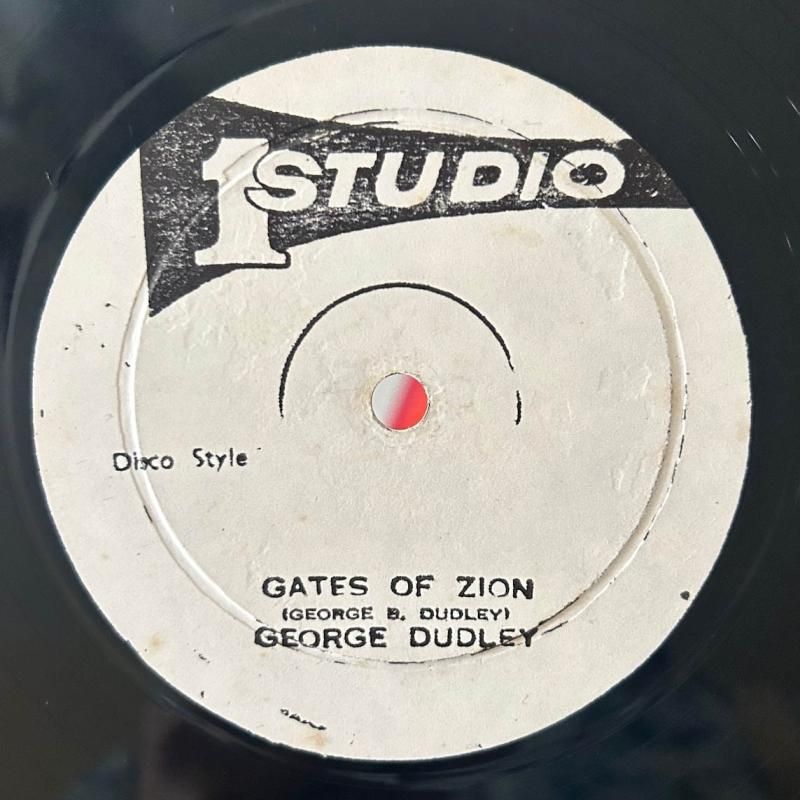 1 STUDIO
Disco Style
GATES OF ZION
(GEORGE B. DUDLEY)
GEORGE DUDLEY